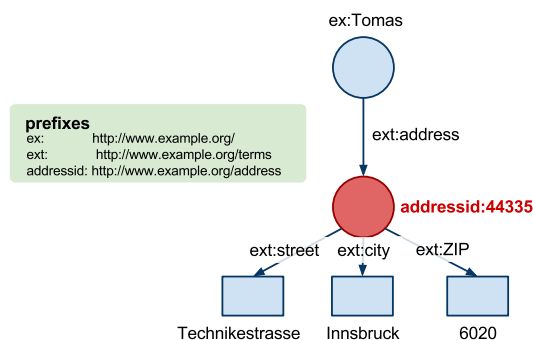 ex:Tomas
prefixes
ex: http://www.example.org/
ext: http://www.example.org/terms
addressid: http://www.example.org/address
ext:address
addressid:44335
ext:street ext:city ext:ZIP
Technikestrasse Innsbruck 6020